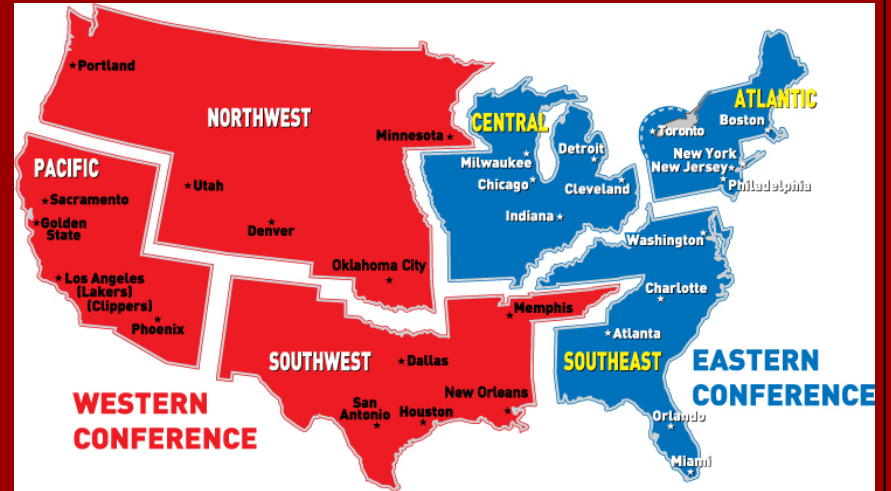 Portland
NORTHWEST
Minnesota
Utah
Denver
Oklahoma City
PACIFIC
Sacramento
Golden
State
Los Angeles
(Lakers)
(Clippers)
Phoenix
SOUTHWEST
Dallas
Memphis
San
Antonio
Houston
New Orleans
WESTERN
CONFERENCE
CENTRAL
Milwaukee
Detroit
Chicago
Cleveland
Indiana
ATLANTIC
Boston
Toronto
New York
New Jersey
Philadelphia
Washington
Charlotte
Atlanta
SOUTHEAST
Orlando
Miami
EASTERN
CONFERENCE